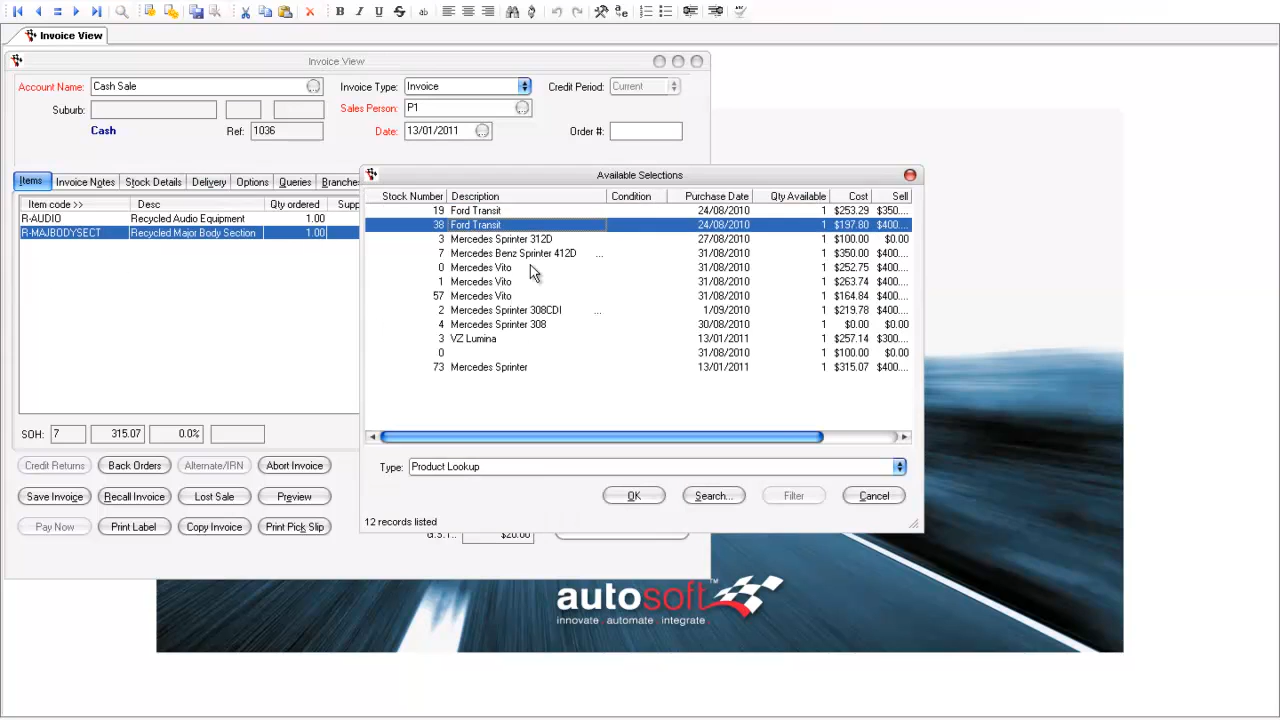 B I U S ab
Invoice View
Invoice View
Account Name: Cash Sale Invoice Type: Invoice Credit Period: Current
Suburb: Sales Person: P1
Cash Ref: 1036 Date: 13/01/2011 Order #:
Items Invoice Notes Stock Details Delivery Options Queries Branche
Item code >> Desc Qty ordered Supp
R-AUDIO Recycled Audio Equipment 1.00
R-MAJBODYSECT Recycled Major Body Section 1.00
SOH: 7 315.07 0.0%
Credit Returns Back Orders Alternate/IRN Abort Invoice
Save Invoice Recall Invoice Lost Sale Preview
Pay Now Print Label Copy Invoice Print Pick Slip
G.S.T.: $20.00
Available Selections
Stock Number Description Condition Purchase Date Qty Available Cost Sell
19 Ford Transit 24/08/2010 1 $253.29 $350....
38 Ford Transit 24/08/2010 1 $197.80 $400....
3 Mercedes Sprinter 312D 27/08/2010 1 $100.00 $0.00
7 Mercedes Benz Sprinter 412D ... 31/08/2010 1 $350.00 $400....
0 Mercedes Vito 31/08/2010 1 $252.75 $400....
1 Mercedes Vito 31/08/2010 1 $263.74 $400....
57 Mercedes Vito 31/08/2010 1 $164.84 $400....
2 Mercedes Sprinter 308CDI ... 1/09/2010 1 $219.78 $400....
4 Mercedes Sprinter 308 30/08/2010 1 $0.00 $0.00
3 VZ Lumina 13/01/2011 1 $257.14 $300....
0 31/08/2010 1 $100.00 $0.00
73 Mercedes Sprinter 13/01/2011 1 $315.07 $400....
Type: Product Lookup
OK Search... Filter Cancel
12 records listed
autosoft™
innovate automate integrate